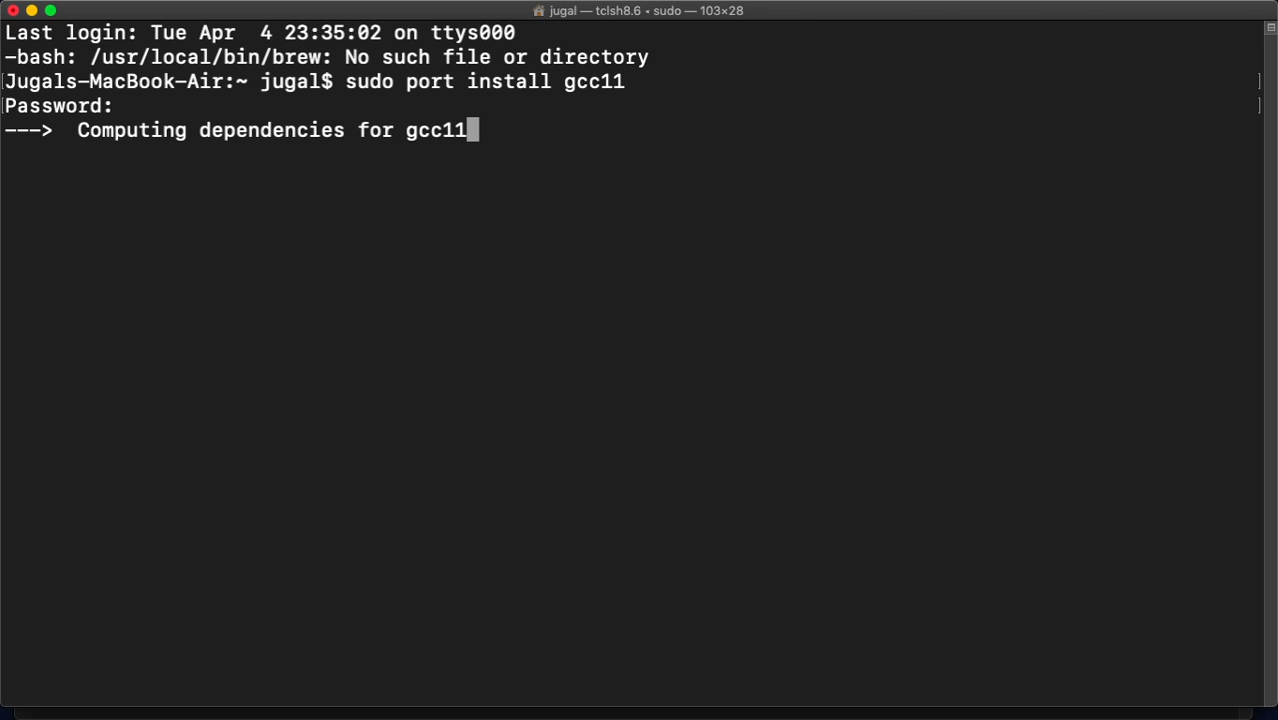 jugal — tclsh8.6 ◂ sudo — 103×28
Last login: Tue Apr  4 23:35:02 on ttys000
-bash: /usr/local/bin/brew: No such file or directory
[Jugals-MacBook-Air:~ jugal$ sudo port install gcc11 ]
[Password: ]
--->  Computing dependencies for gcc11